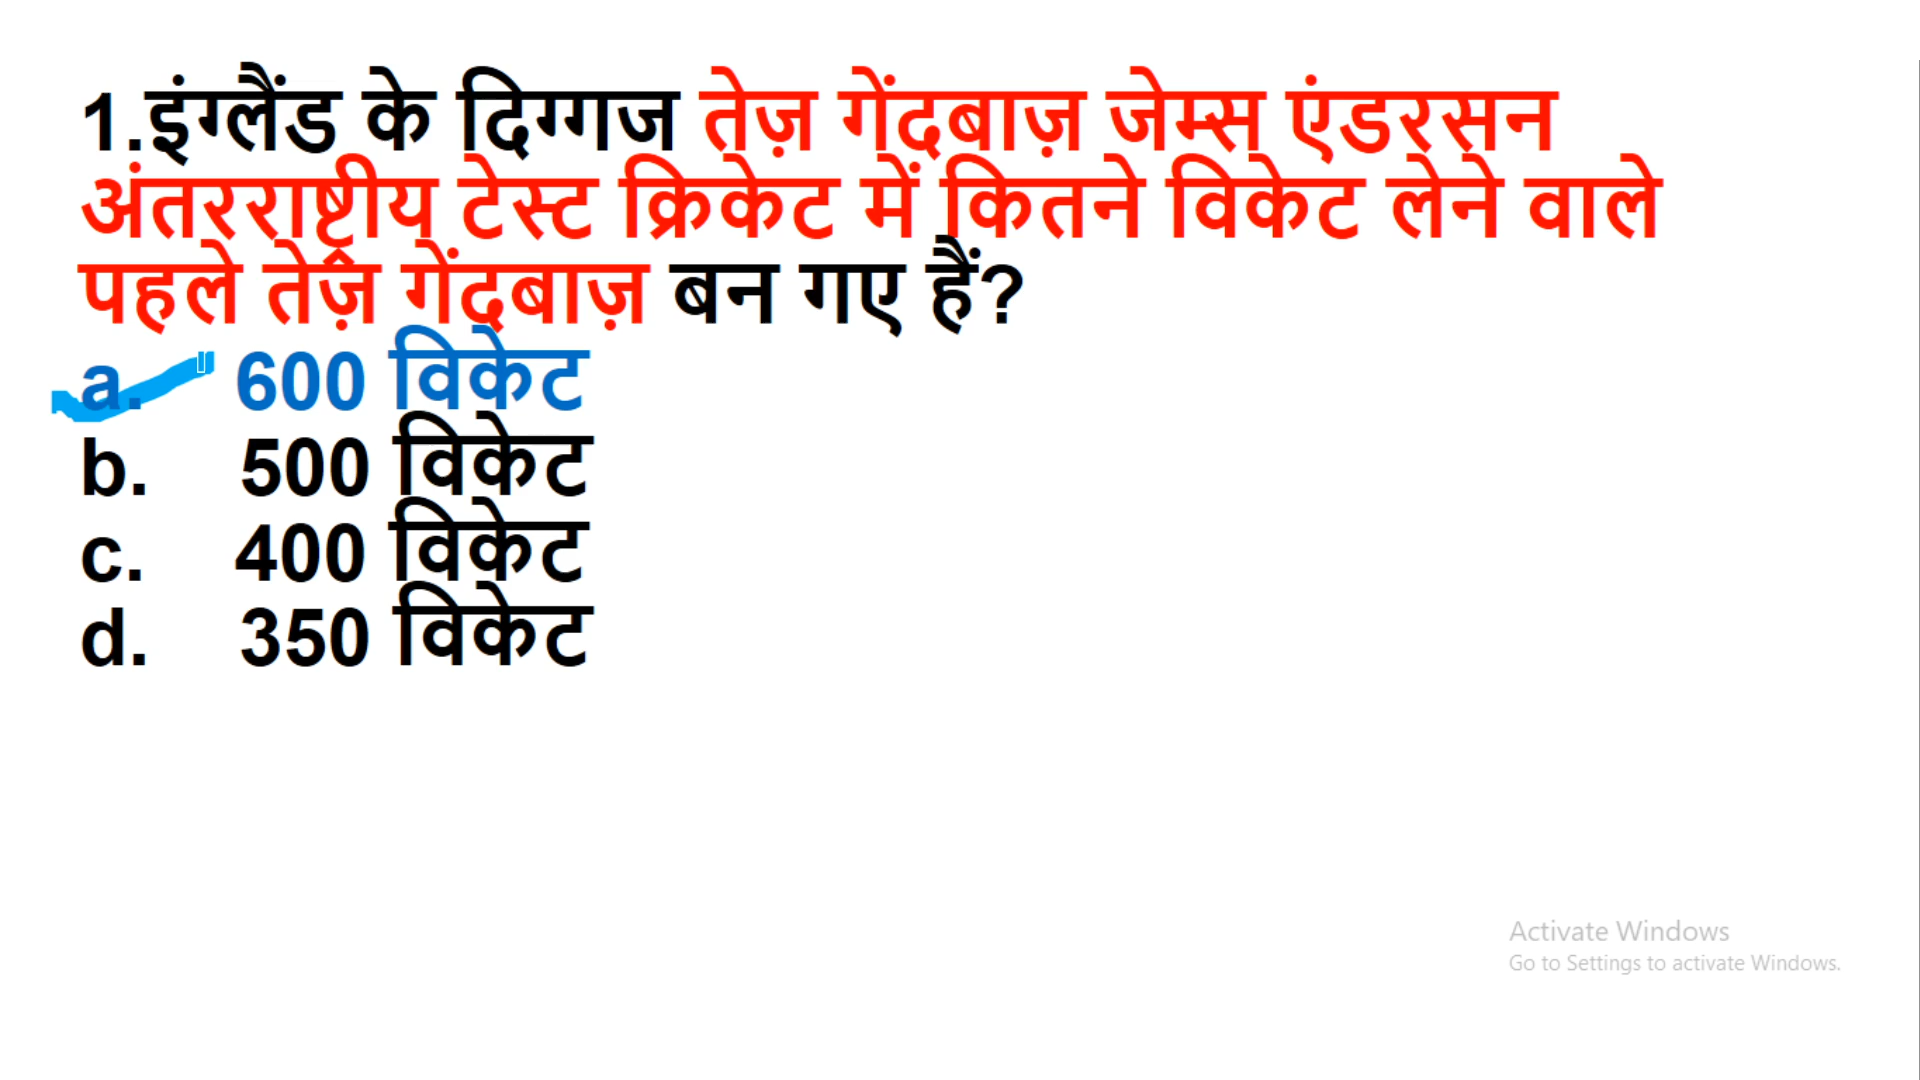 1.इंग्लैंड के दिग्गज तेज़ गेंदबाज़ जेम्स एंडरसन
अंतरराष्ट्रीय टेस्ट क्रिकेट में कितने विकेट लेने वाले
पहले तेज़ गेंदबाज़ बन गए हैं?
a. 600 विकेट
b. 500 विकेट
c. 400 विकेट
d. 350 विकेट
Activate Windows
Go to Settings to activate Windows.